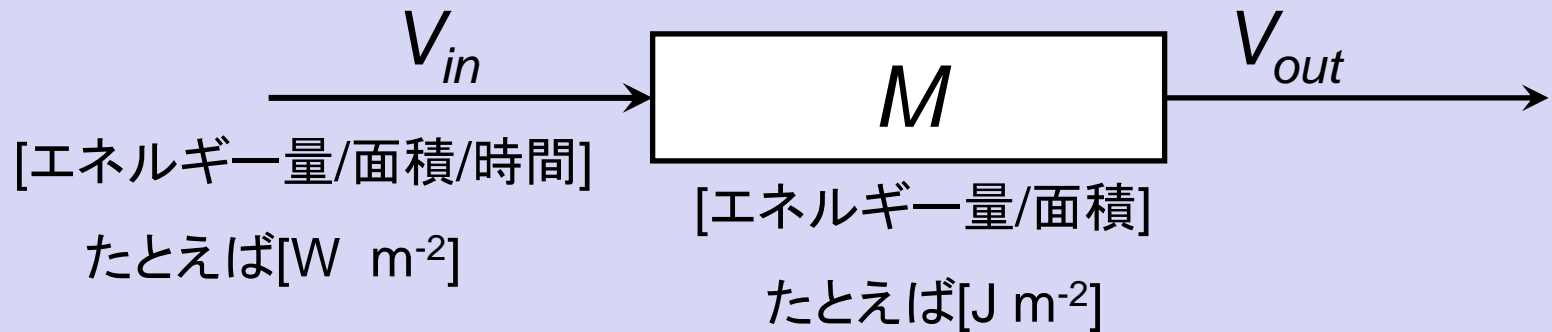 V_in
M
V_out
[エネルギー量/面積/時間]
たとえば[W m⁻²]
[エネルギー量/面積]
たとえば[J m⁻²]